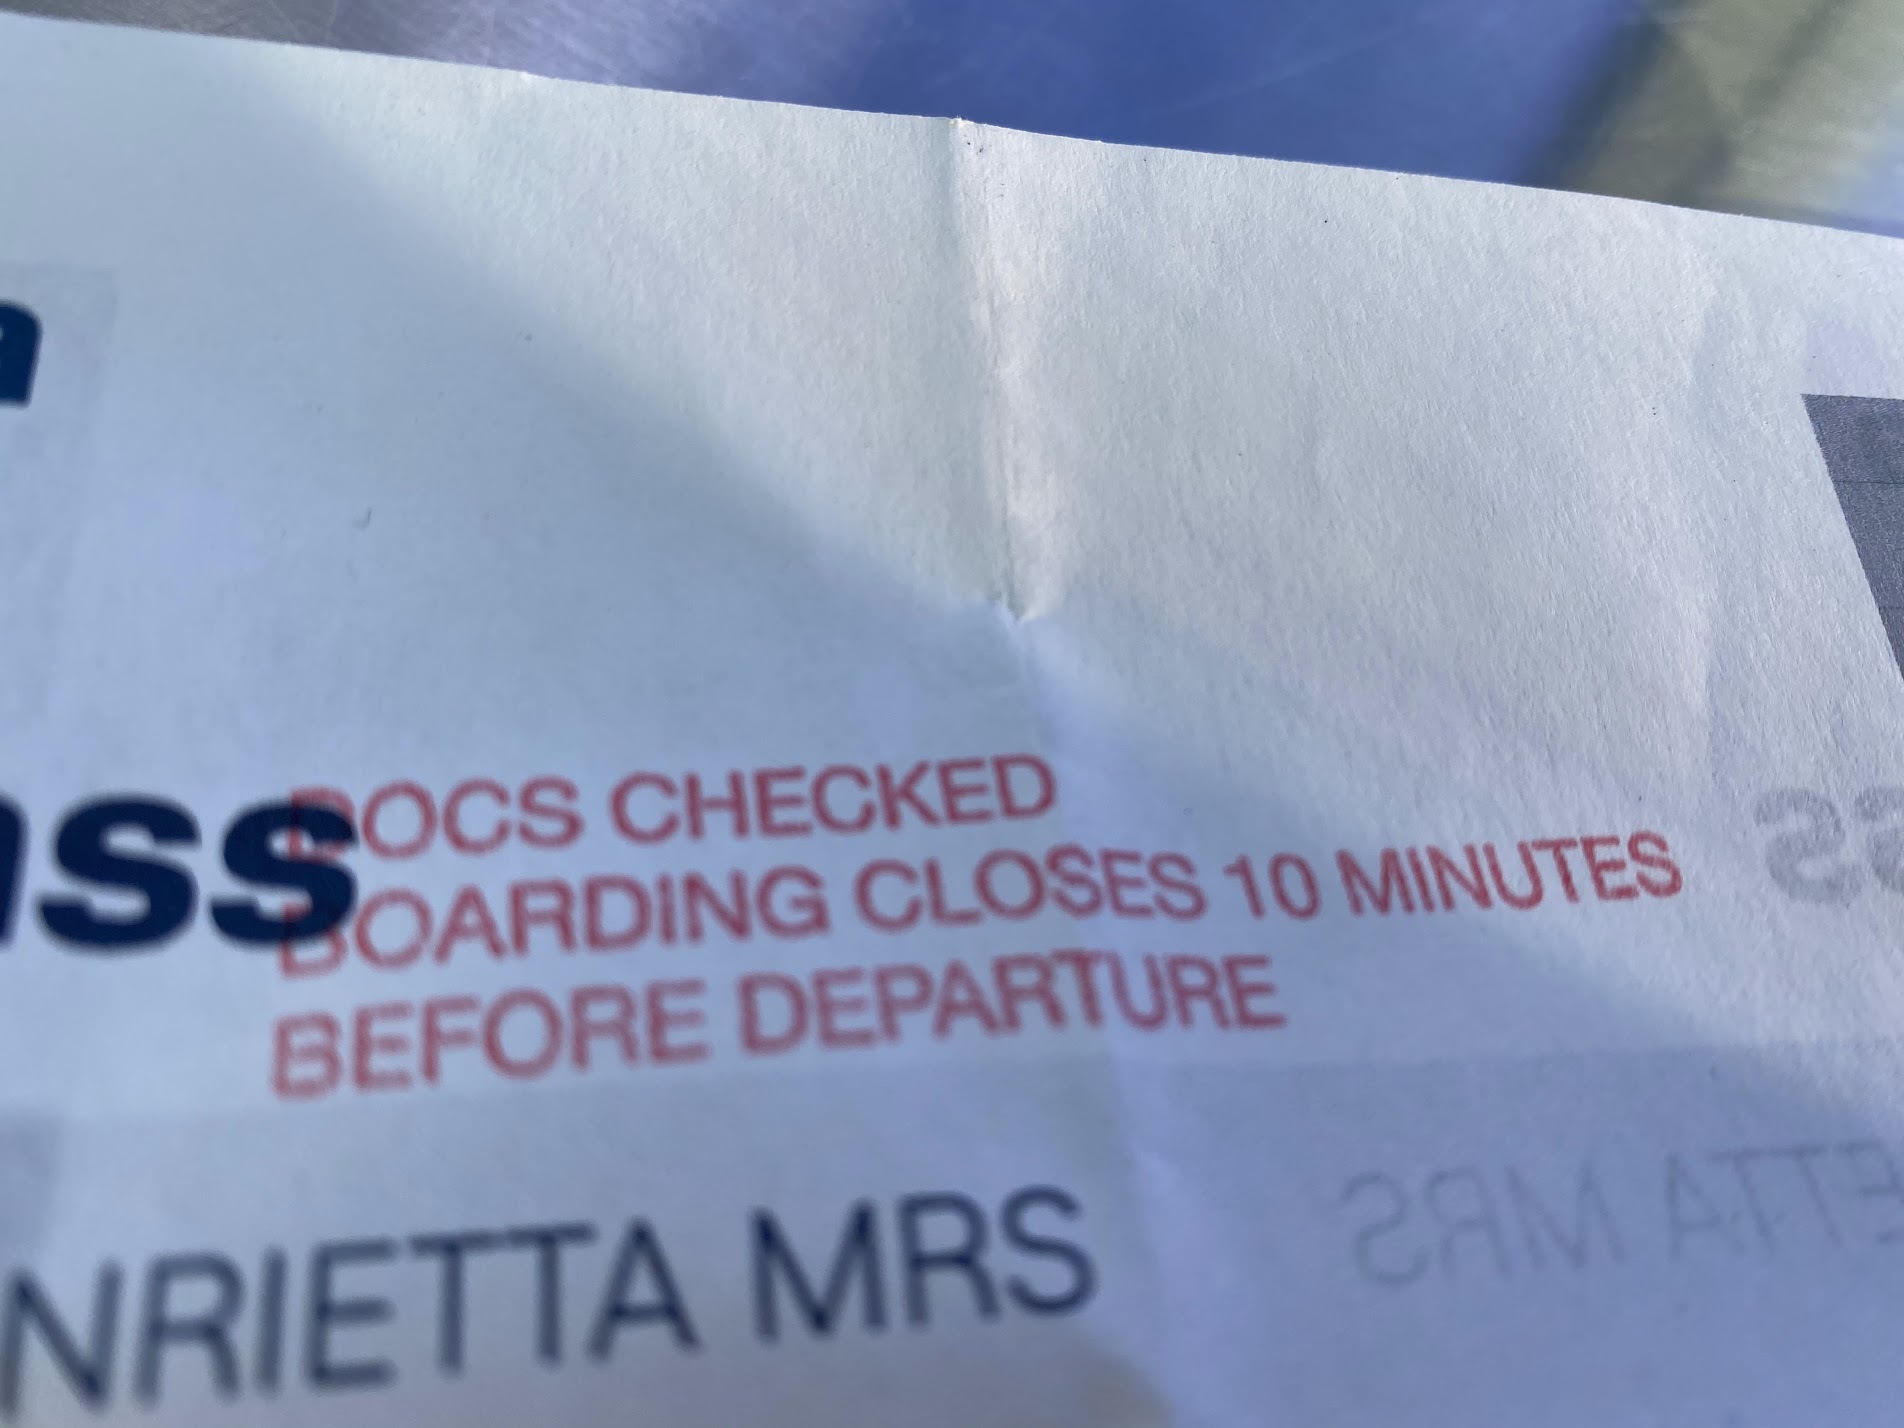 a
ass
DOCS CHECKED
BOARDING CLOSES 10 MINUTES
BEFORE DEPARTURE
NRIETTA MRS